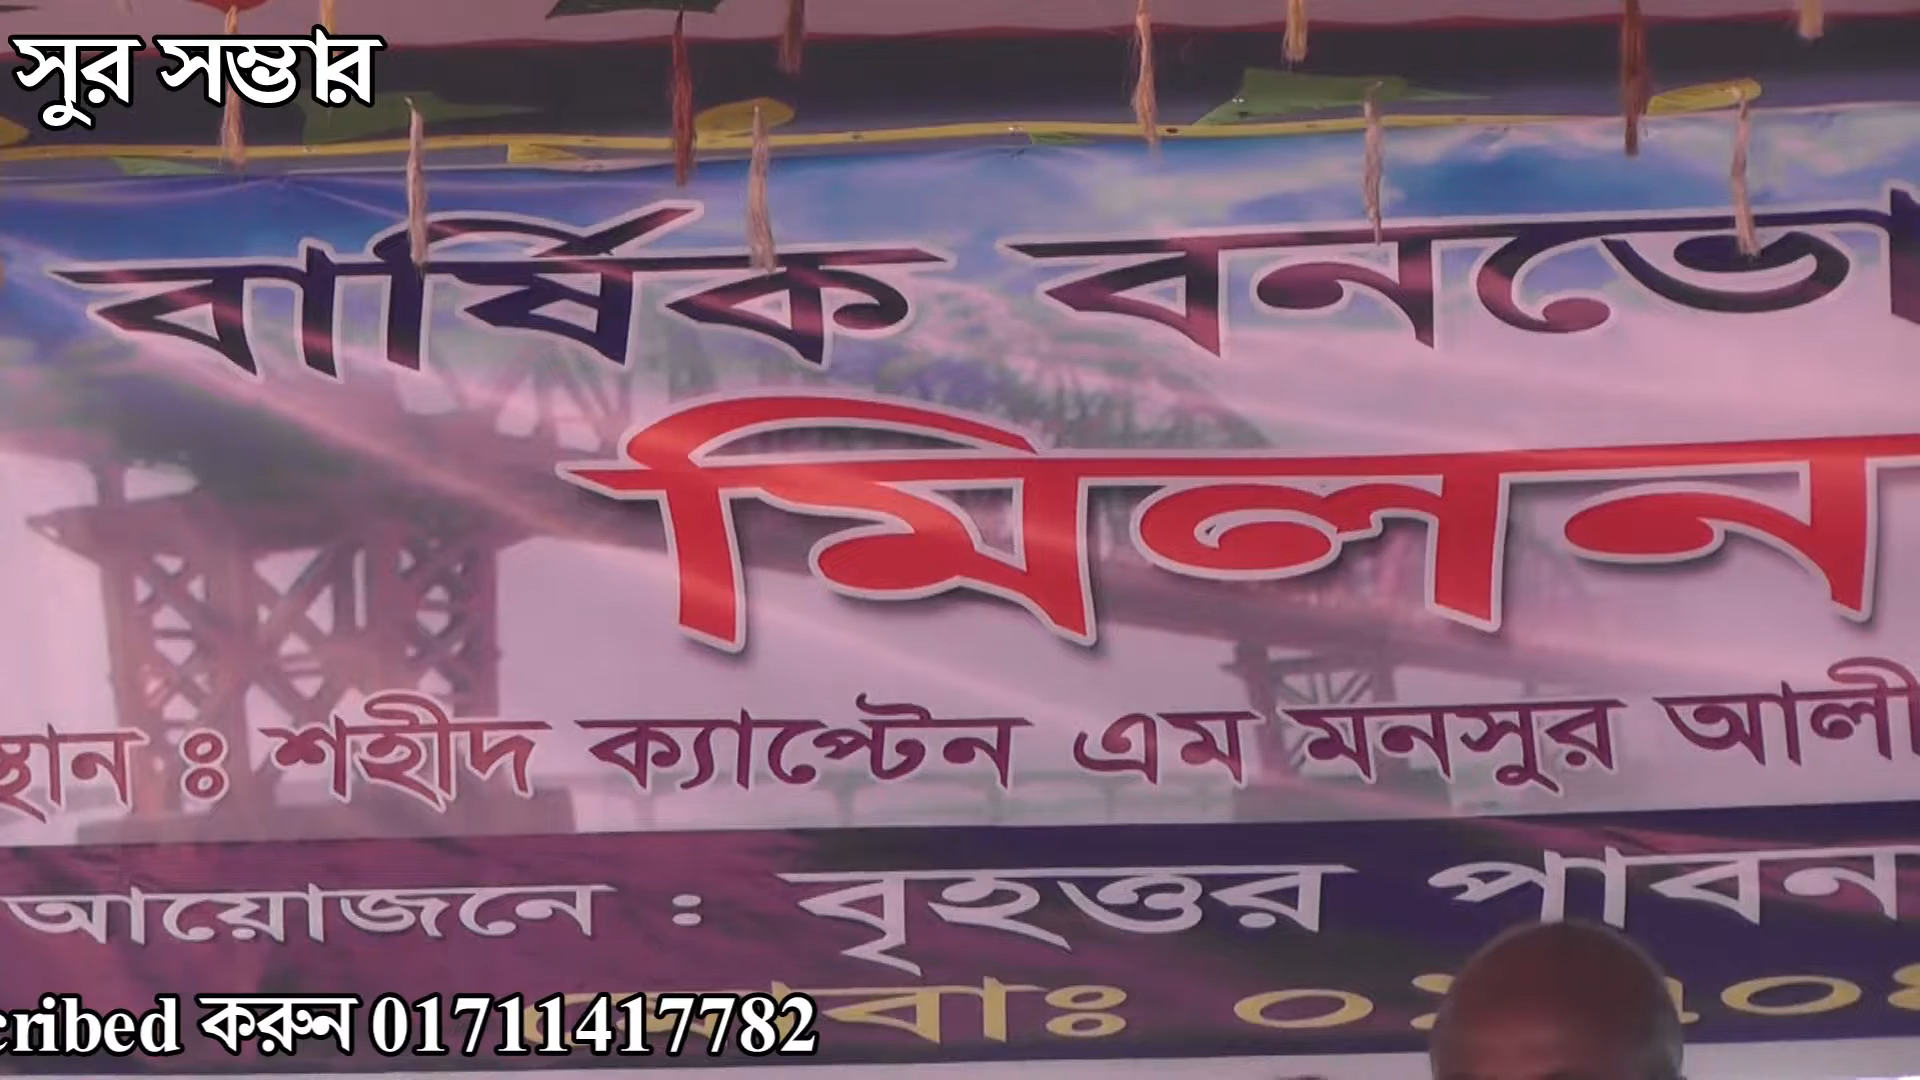 সুর সম্ভার
বার্ষিক বনভো
মিলন
স্থান ঃ শহীদ ক্যাপ্টেন এম মনসুর আলী
আয়োজনে : বৃহত্তর পাবন
cribed করুন 01711417782